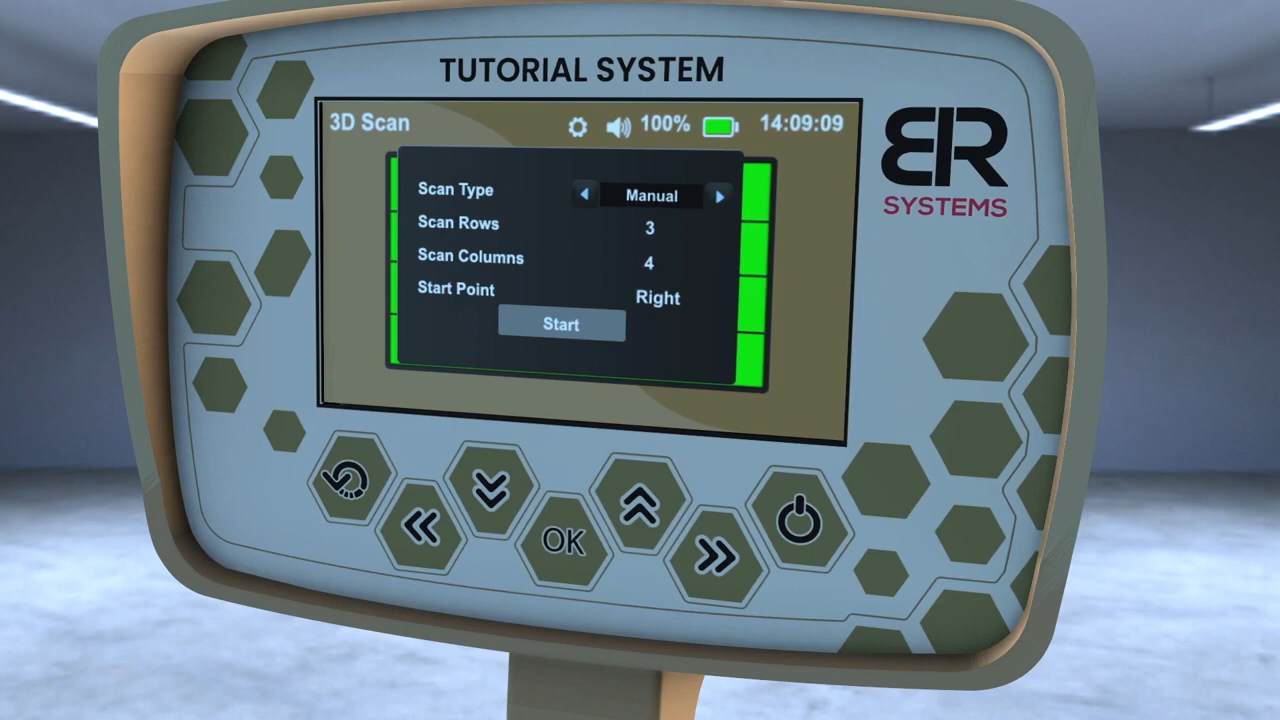 TUTORIAL SYSTEM
3D Scan 100% 14:09:09
Scan Type Manual
Scan Rows 3
Scan Columns 4
Start Point Right
Start
BR
SYSTEMS
OK